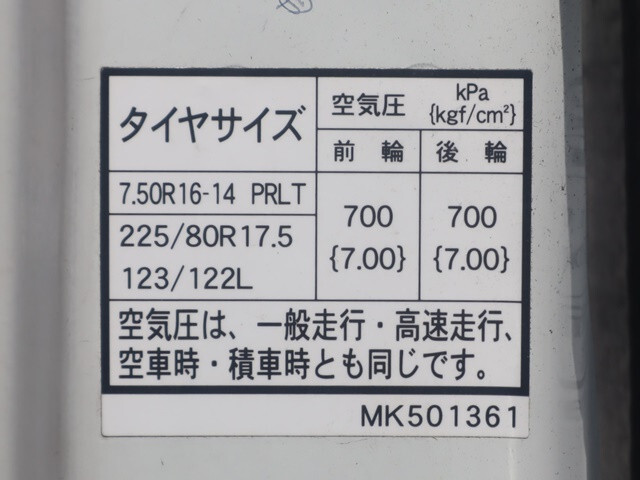 タイヤサイズ
空気圧 kPa
{kgf/cm²}
前輪 後輪
7.50R16-14 PRLT
225/80R17.5
123/122L
700 700
{7.00} {7.00}
空気圧は、一般走行・高速走行、
空車時・積車時とも同じです。
MK501361